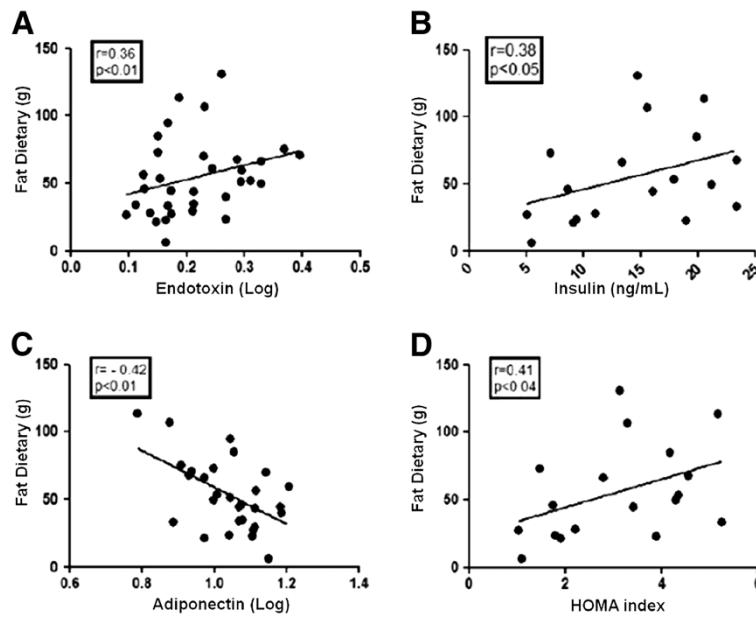 A
r=0.36
p<0.01
Fat Dietary (g)
150
100
50
0
0.0 0.1 0.2 0.3 0.4 0.5
Endotoxin (Log)
B
r=0.38
p<0.05
Fat Dietary (g)
150
100
50
0
0 5 10 15 20 25
Insulin (ng/mL)
C
r= - 0.42
p<0.01
Fat Dietary (g)
150
100
50
0
0.6 0.8 1.0 1.2 1.4
Adiponectin (Log)
D
r=0.41
p<0.04
Fat Dietary (g)
150
100
50
0
0 2 4
HOMA index